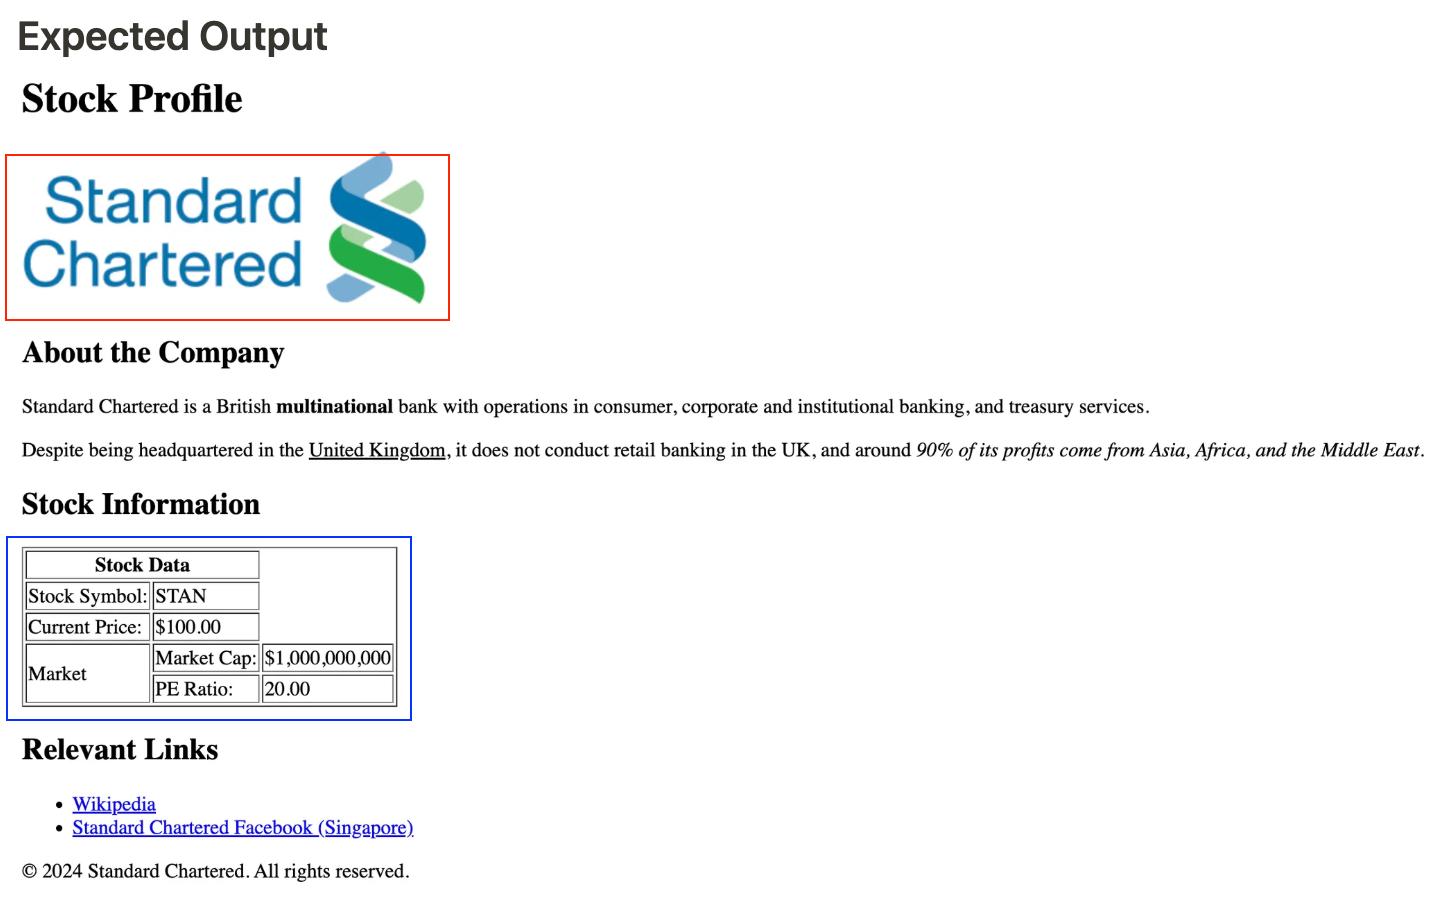 Expected Output
Stock Profile
Standard
Chartered
About the Company
Standard Chartered is a British multinational bank with operations in consumer, corporate and institutional banking, and treasury services.
Despite being headquartered in the United Kingdom, it does not conduct retail banking in the UK, and around 90% of its profits come from Asia, Africa, and the Middle East.
Stock Information
Stock Data
Stock Symbol: STAN
Current Price: $100.00
Market Market Cap: $1,000,000,000
PE Ratio: 20.00
Relevant Links
• Wikipedia
• Standard Chartered Facebook (Singapore)
© 2024 Standard Chartered. All rights reserved.